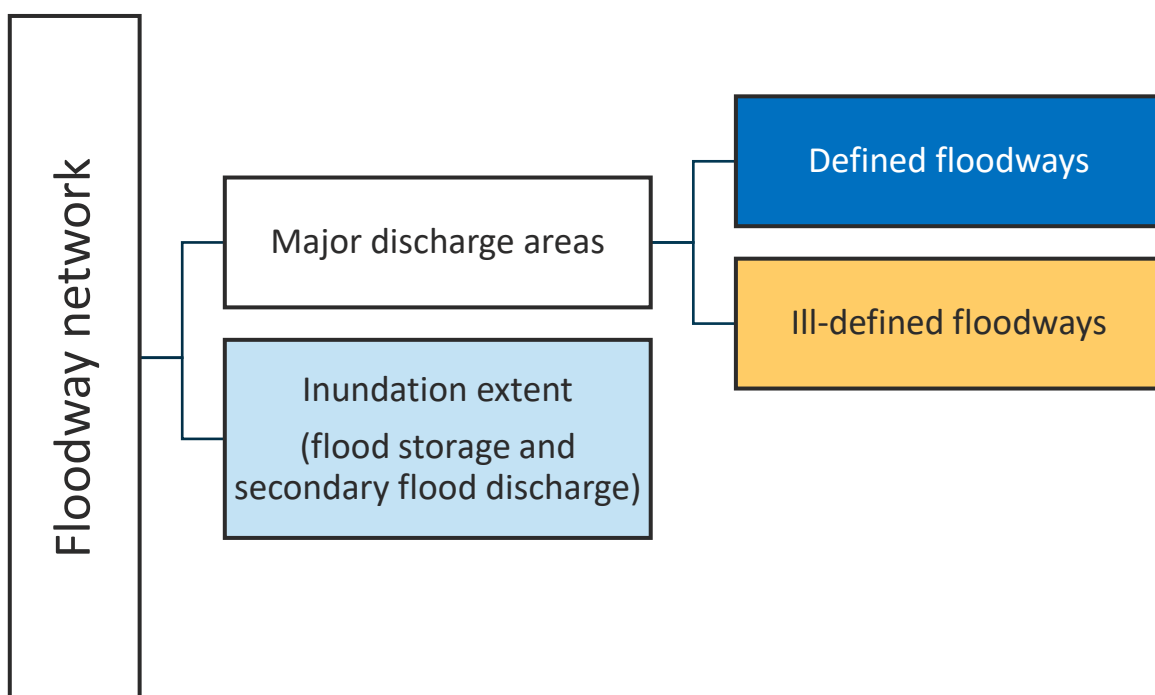 Floodway network
Major discharge areas
Inundation extent
(flood storage and
secondary flood discharge)
Defined floodways
Ill-defined floodways